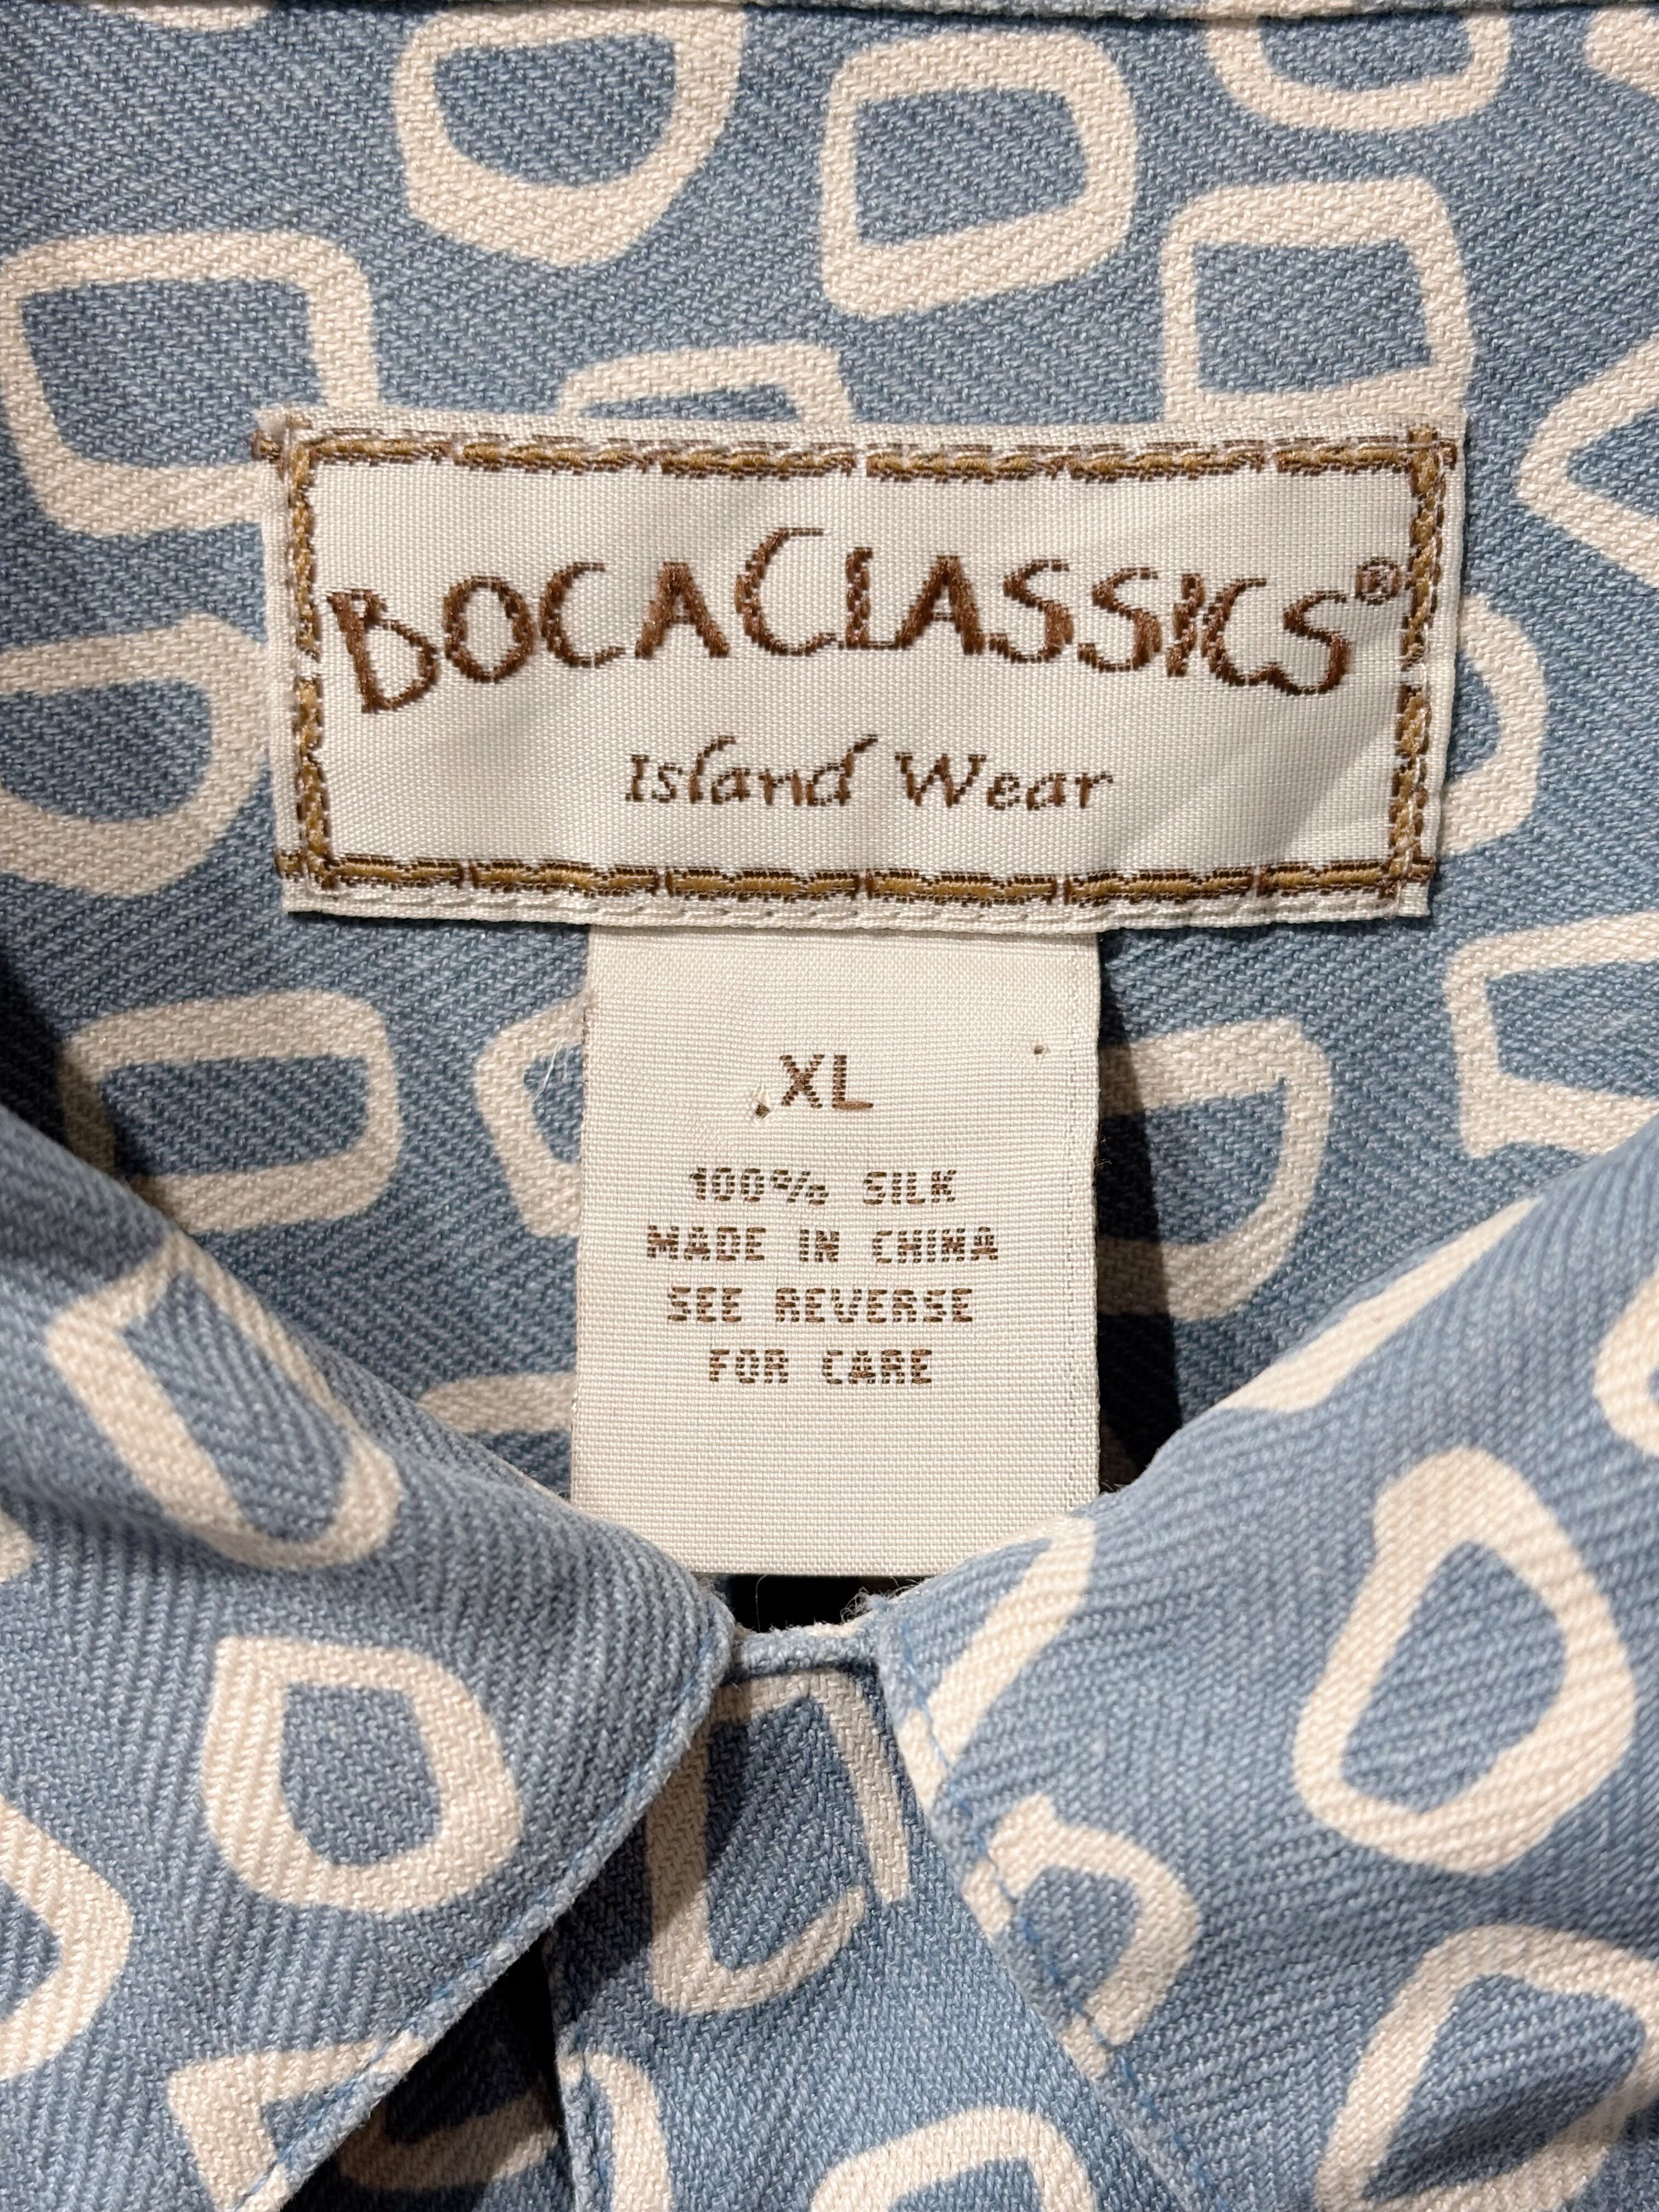 BOCACLASSICS®
Island Wear
XL
100% SILK
MADE IN CHINA
SEE REVERSE
FOR CARE